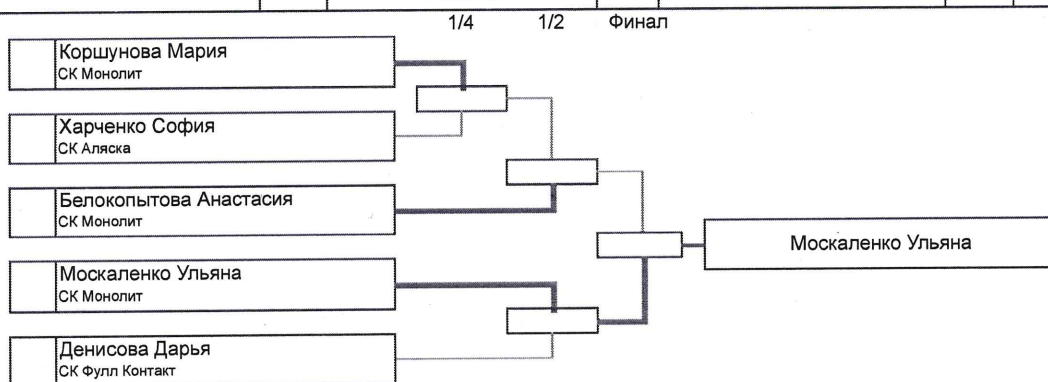 1/4 1/2 Финал
Коршунова Мария
СК Монолит
Харченко София
СК Аляска
Белокопытова Анастасия
СК Монолит
Москаленко Ульяна
Москаленко Ульяна
СК Монолит
Денисова Дарья
СК Фулл Контакт